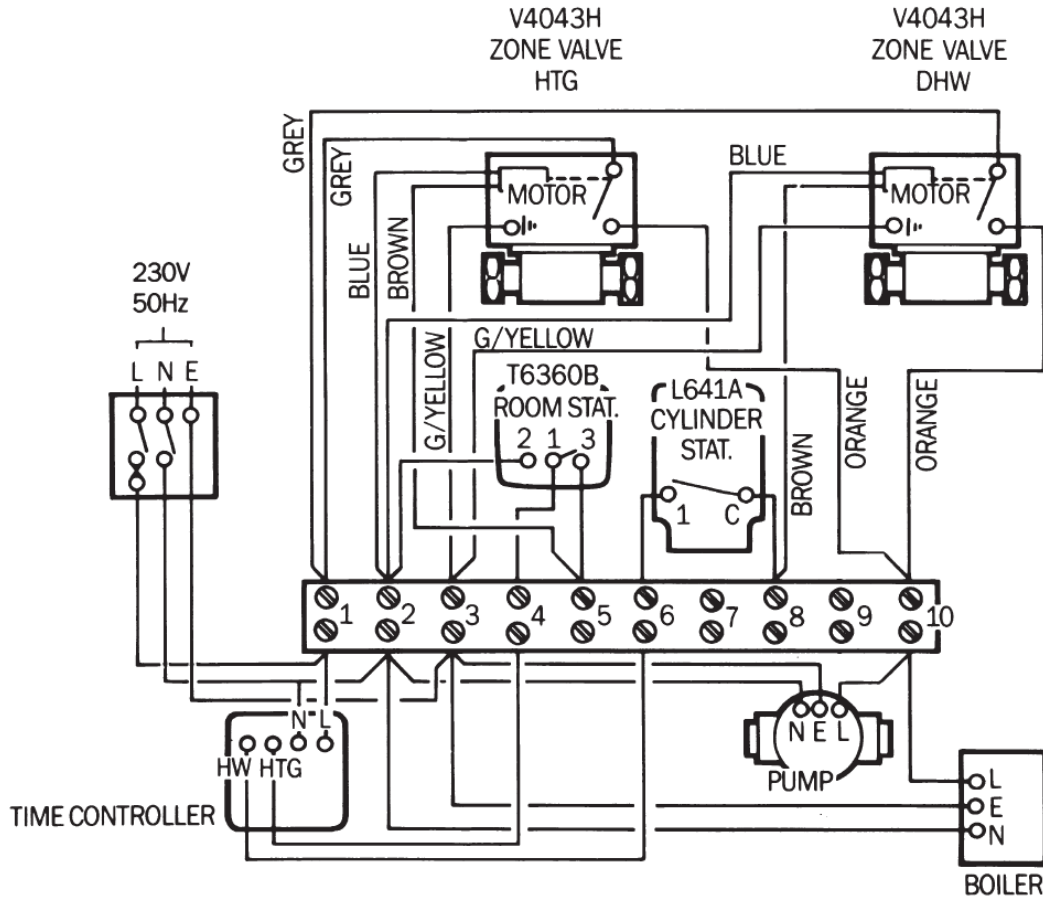 V4043H
ZONE VALVE
HTG
V4043H
ZONE VALVE
DHW
GREY
GREY
BLUE
MOTOR
MOTOR
BLUE
BROWN
230V
50Hz
L N E
G/YELLOW
G/YELLOW
T6360B
ROOM STAT.
2 1 3
L641A
CYLINDER
STAT.
1 C
BROWN
ORANGE
ORANGE
1 2 3 4 5 6 7 8 9 10
N L
HW HTG
TIME CONTROLLER
N E L
PUMP
L
E
N
BOILER